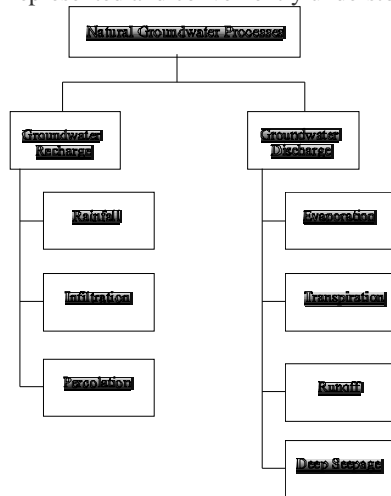 Natural Groundwater Processes
Groundwater
Recharge
Groundwater
Discharge
Rainfall
Evaporation
Infiltration
Transpiration
Percolation
Runoff
Deep Seepage